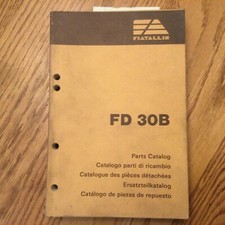 FIATALLIS
FD 30B
Parts Catalog
Catalogo parti di ricambio
Catalogue des pièces détachées
Ersatzteilkatalog
Catálogo de piezas de repuesto